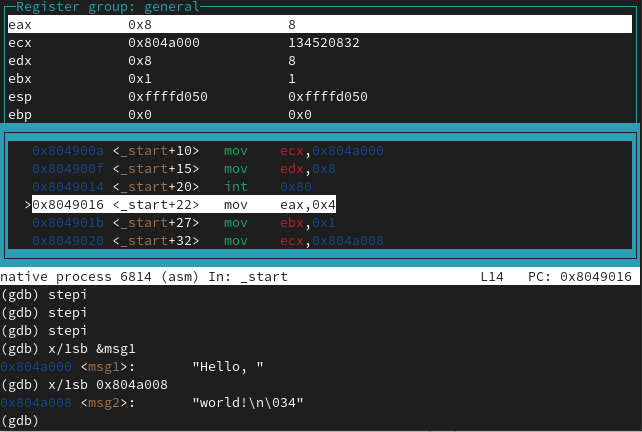 Register group: general
eax 0x8 8
ecx 0x804a000 134520832
edx 0x8 8
ebx 0x1 1
esp 0xffffd050 0xffffd050
ebp 0x0 0x0
0x804900a <_start+10> mov ecx,0x804a000
0x804900f <_start+15> mov edx,0x8
0x8049014 <_start+20> int 0x80
>0x8049016 <_start+22> mov eax,0x4
0x804901b <_start+27> mov ebx,0x1
0x8049020 <_start+32> mov ecx,0x804a008
native process 6814 (asm) In: _start L14 PC: 0x8049016
(gdb) stepi
(gdb) stepi
(gdb) stepi
(gdb) x/1sb &msg1
0x804a000 <msg1>: "Hello, "
(gdb) x/1sb 0x804a008
0x804a008 <msg2>: "world!\n\034"
(gdb)